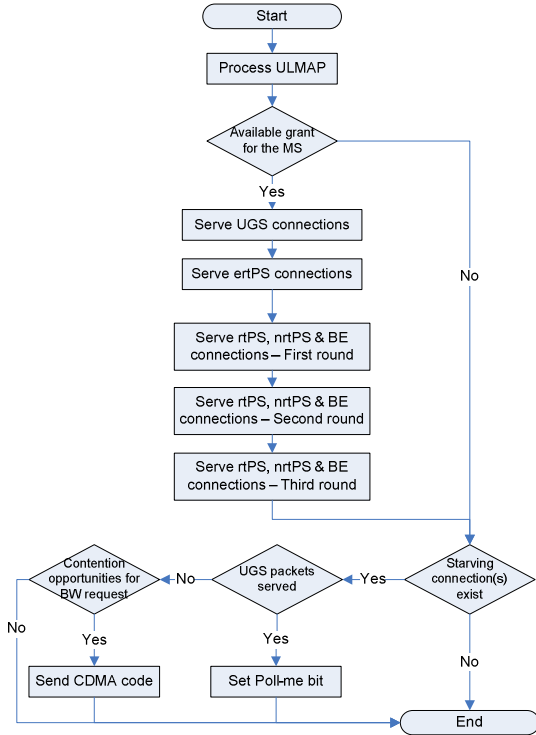 Start
Process ULMAP
Available grant
for the MS
Yes
Serve UGS connections
No
Serve ertPS connections
Serve rtPS, nrtPS & BE
connections – First round
Serve rtPS, nrtPS & BE
connections – Second round
Serve rtPS, nrtPS & BE
connections – Third round
Contention
opportunities for
BW request
No
UGS packets
served
Yes
Starving
connection(s)
exist
No
Yes
Yes
No
Send CDMA code
Set Poll-me bit
End